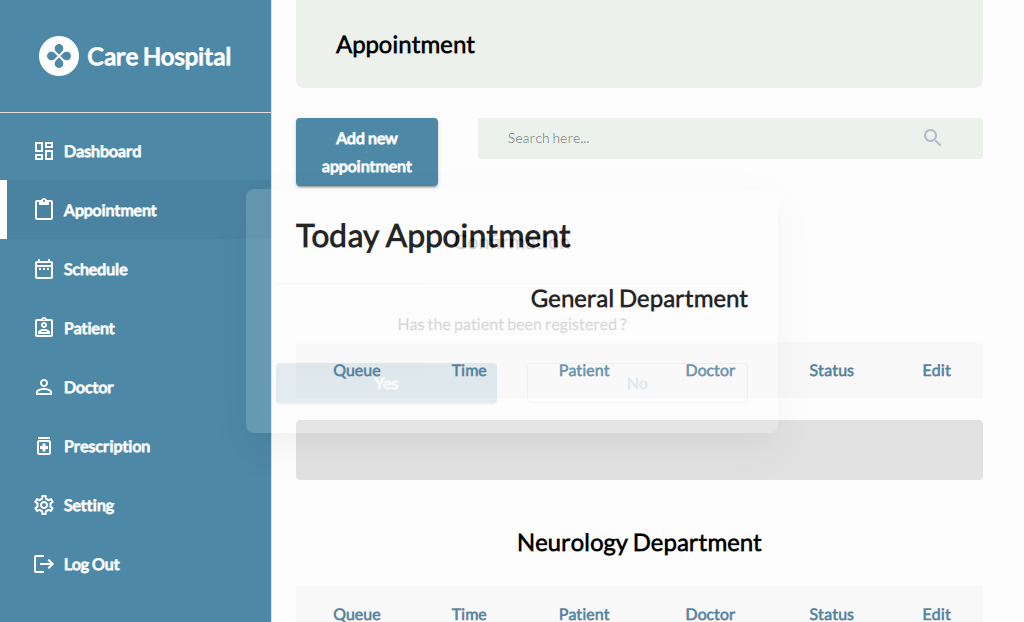 Care Hospital
Dashboard
Appointment
Schedule
Patient
Doctor
Prescription
Setting
Log Out
Appointment
Add new
appointment
Search here...
Today Appointment
Confirmation
General Department
Has the patient been registered ?
Queue Time Patient Doctor Status Edit
Yes No
Neurology Department
Queue Time Patient Doctor Status Edit